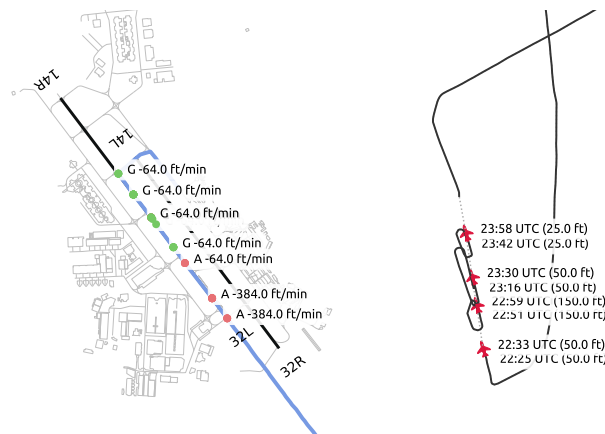 14R
14L
G -64.0 ft/min
G -64.0 ft/min
G -64.0 ft/min
G -64.0 ft/min
A -64.0 ft/min
A -384.0 ft/min
A -384.0 ft/min
32L
32R
23:58 UTC (25.0 ft)
23:42 UTC (25.0 ft)
23:30 UTC (50.0 ft)
23:16 UTC (50.0 ft)
22:59 UTC (150.0 ft)
22:51 UTC (150.0 ft)
22:33 UTC (50.0 ft)
22:25 UTC (50.0 ft)